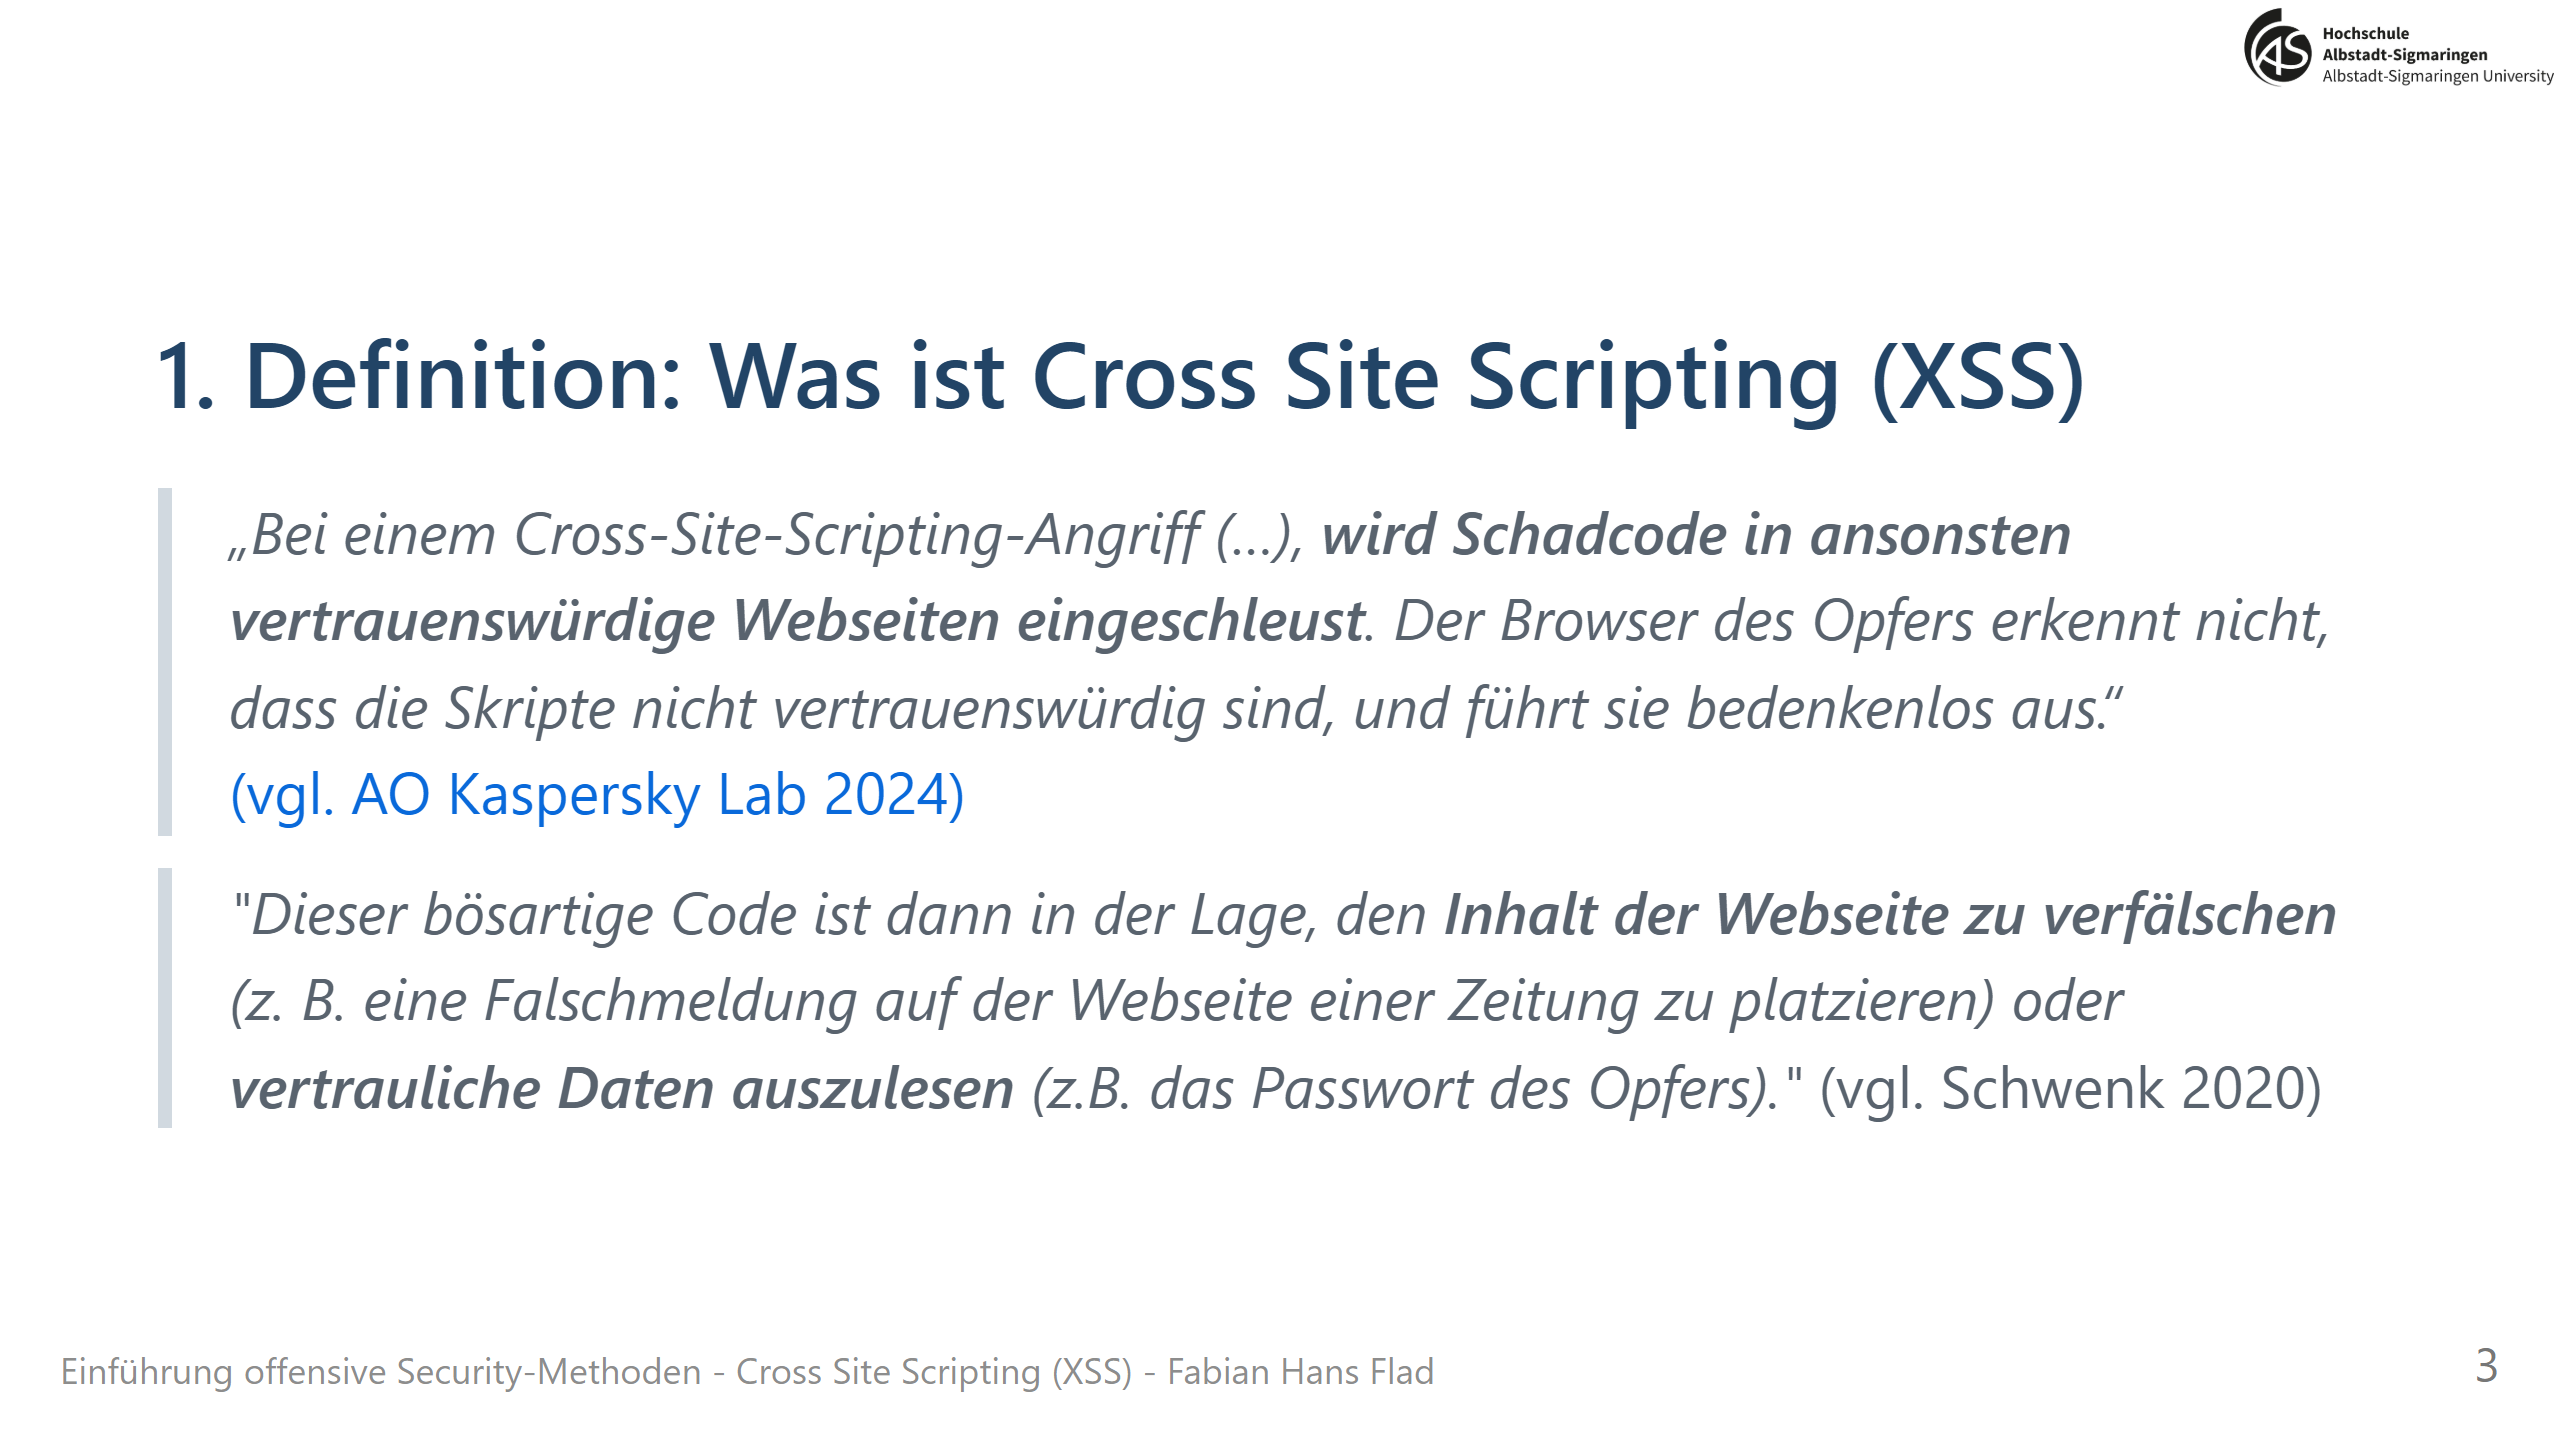 Hochschule
Albstadt-Sigmaringen
Albstadt-Sigmaringen University
1. Definition: Was ist Cross Site Scripting (XSS)
„Bei einem Cross-Site-Scripting-Angriff (...), wird Schadcode in ansonsten
vertrauenswürdige Webseiten eingeschleust. Der Browser des Opfers erkennt nicht,
dass die Skripte nicht vertrauenswürdig sind, und führt sie bedenkenlos aus.“
(vgl. AO Kaspersky Lab 2024)
"Dieser bösartige Code ist dann in der Lage, den Inhalt der Webseite zu verfälschen
(z. B. eine Falschmeldung auf der Webseite einer Zeitung zu platzieren) oder
vertrauliche Daten auszulesen (z.B. das Passwort des Opfers)." (vgl. Schwenk 2020)
Einführung offensive Security-Methoden - Cross Site Scripting (XSS) - Fabian Hans Flad
3